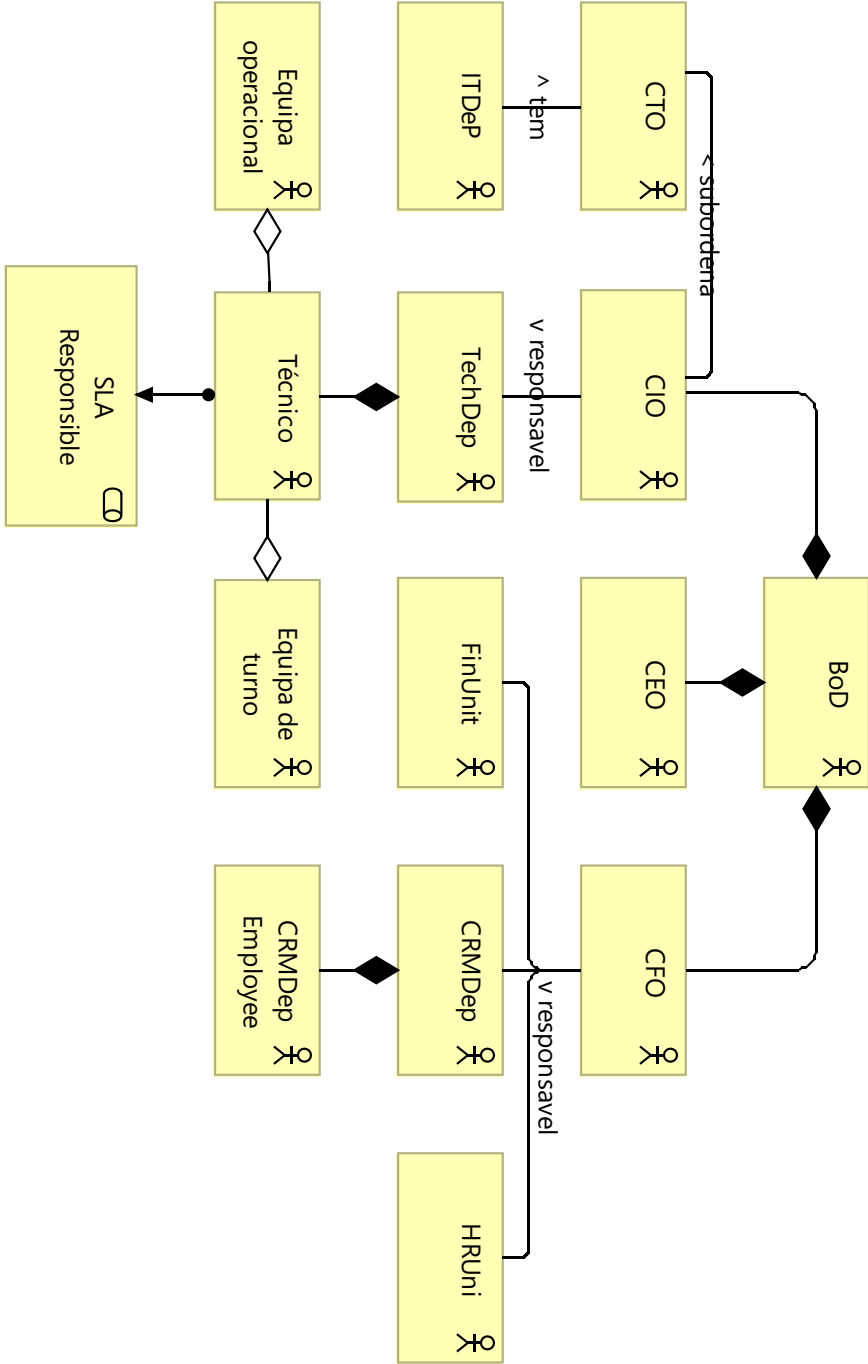 BoD
< subordena
CTO
CIO
CEO
CFO
^ tem
v responsavel
v responsavel
ITDeP
TechDep
FinUnit
CRMDep
HRUni
Equipa
operacional
Técnico
Equipa de
turno
CRMDep
Employee
SLA
Responsible